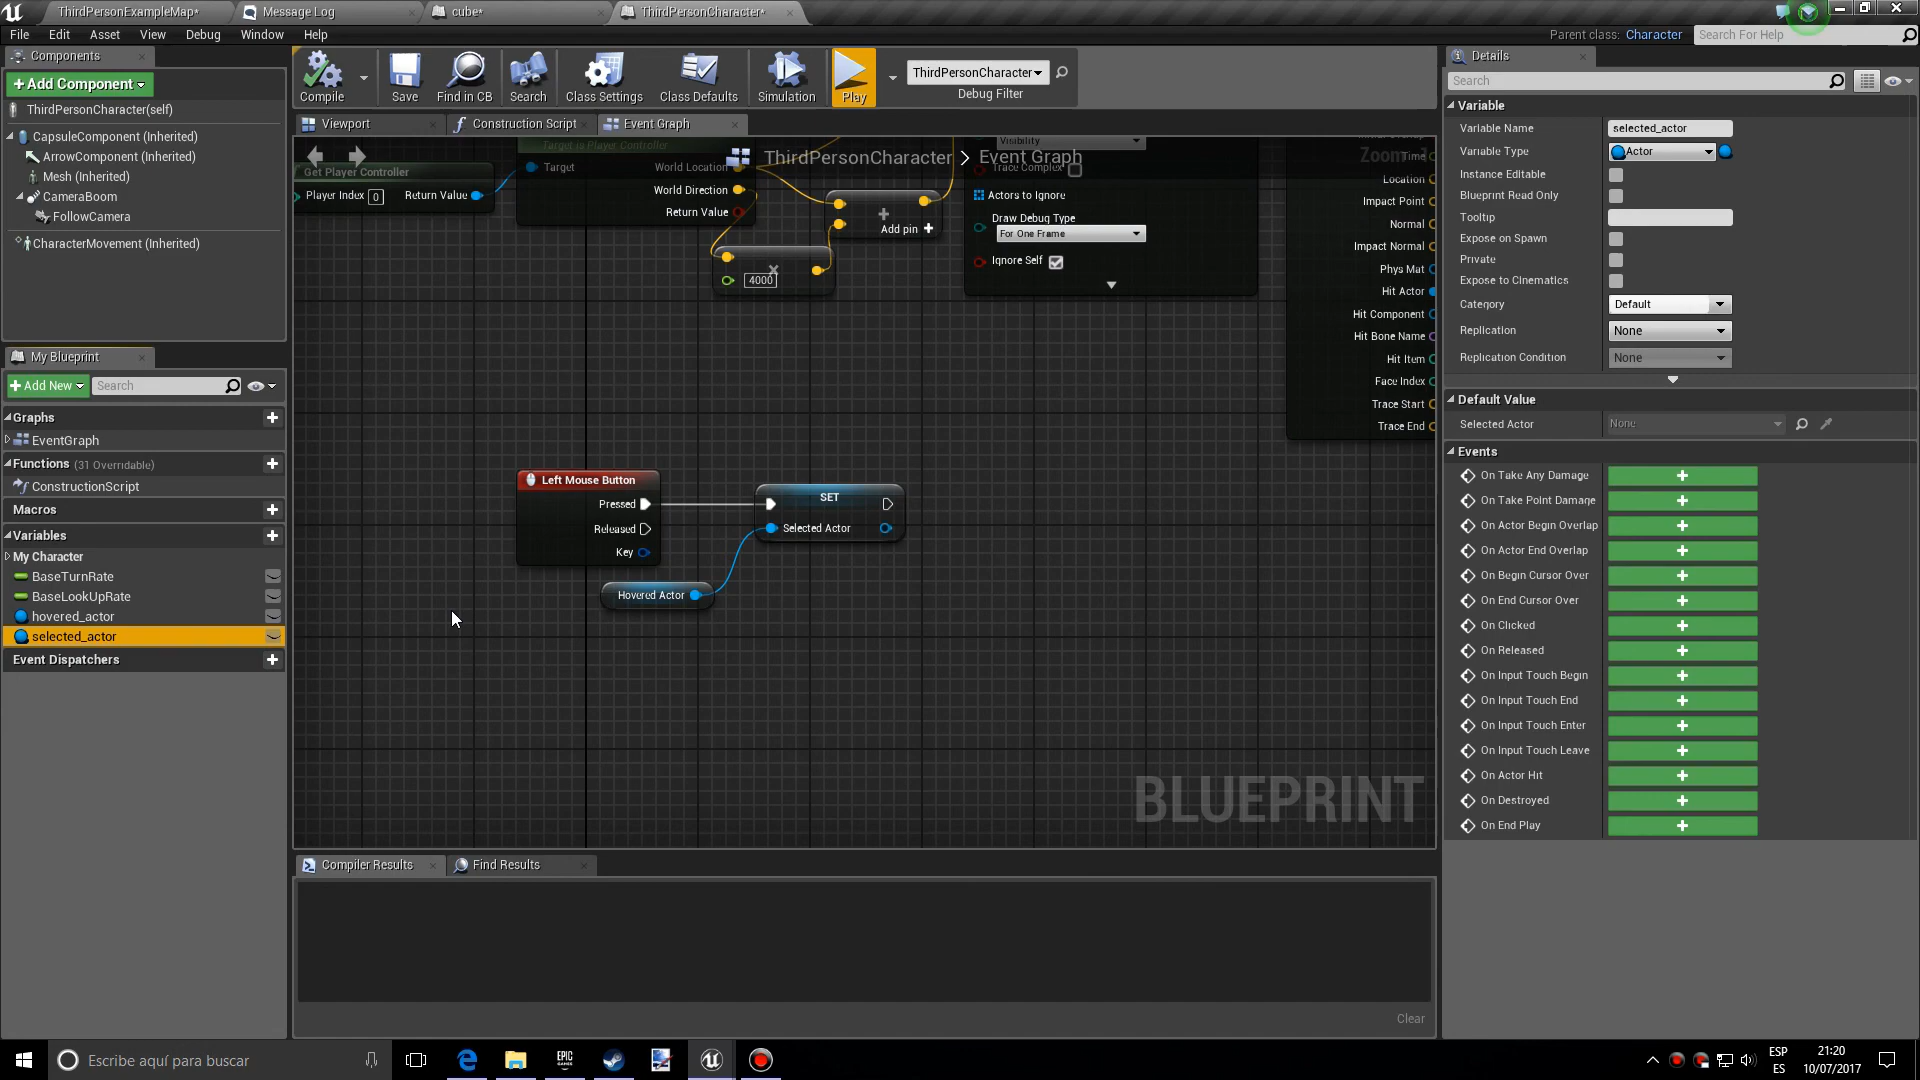 ThirdPersonExampleMap*
Message Log
cube*
ThirdPersonCharacter*
File Edit Asset View Debug Window Help
Parent class: Character
Search For Help
Components
+Add Component
ThirdPersonCharacter(self)
CapsuleComponent (Inherited)
ArrowComponent (Inherited)
Mesh (Inherited)
CameraBoom
FollowCamera
CharacterMovement (Inherited)
My Blueprint
+Add New
Search
Graphs
EventGraph
Functions (31 Overridable)
ConstructionScript
Macros
Variables
My Character
BaseTurnRate
BaseLookUpRate
hovered_actor
selected_actor
Event Dispatchers
Compile
Save
Find in CB
Search
Class Settings
Class Defaults
Simulation
Play
ThirdPersonCharacter
Debug Filter
Viewport
Construction Script
Event Graph
ThirdPersonCharacter > Event Graph
Zoom
Get Player Controller
Player Index 0
Return Value
Target is Player Controller
Target
World Location
World Direction
Return Value
Add pin +
4000
Visibility
Trace Complex
Actors to Ignore
Draw Debug Type
For One Frame
Ignore Self
Time
Location
Impact Point
Normal
Impact Normal
Phys Mat
Hit Actor
Hit Component
Hit Bone Name
Hit Item
Face Index
Trace Start
Trace End
Left Mouse Button
Pressed
Released
Key
SET
Selected Actor
Hovered Actor
BLUEPRINT
Compiler Results
Find Results
Clear
Details
Search
Variable
Variable Name selected_actor
Variable Type Actor
Instance Editable
Blueprint Read Only
Tooltip
Expose on Spawn
Private
Expose to Cinematics
Category Default
Replication None
Replication Condition None
Default Value
Selected Actor None
Events
On Take Any Damage
On Take Point Damage
On Actor Begin Overlap
On Actor End Overlap
On Begin Cursor Over
On End Cursor Over
On Clicked
On Released
On Input Touch Begin
On Input Touch End
On Input Touch Enter
On Input Touch Leave
On Actor Hit
On Destroyed
On End Play
Escribe aquí para buscar
EPIC GAMES
ESP
ES
21:20
10/07/2017